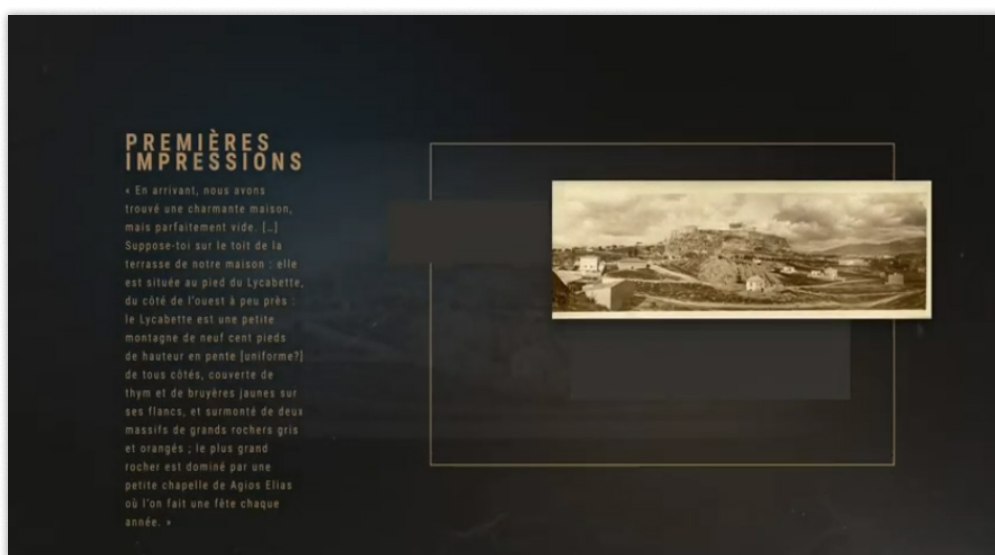 PREMIÈRES
IMPRESSIONS
« En arrivant, nous avons
trouvé une charmante maison,
mais parfaitement vide. […]
Suppose-toi sur le toit de la
terrasse de notre maison : elle
est située au pied du Lycabette,
du côté de l'ouest à peu près :
le Lycabette est une petite
montagne de neuf cent pieds
de hauteur en pente [uniforme?]
de tous côtés, couverte de
thym et de bruyères jaunes sur
ses flancs, et surmonté de deux
massifs de grands rochers gris
et orangés ; le plus grand
rocher est dominé par une
petite chapelle de Agios Elias
où l'on fait une fête chaque
année. »